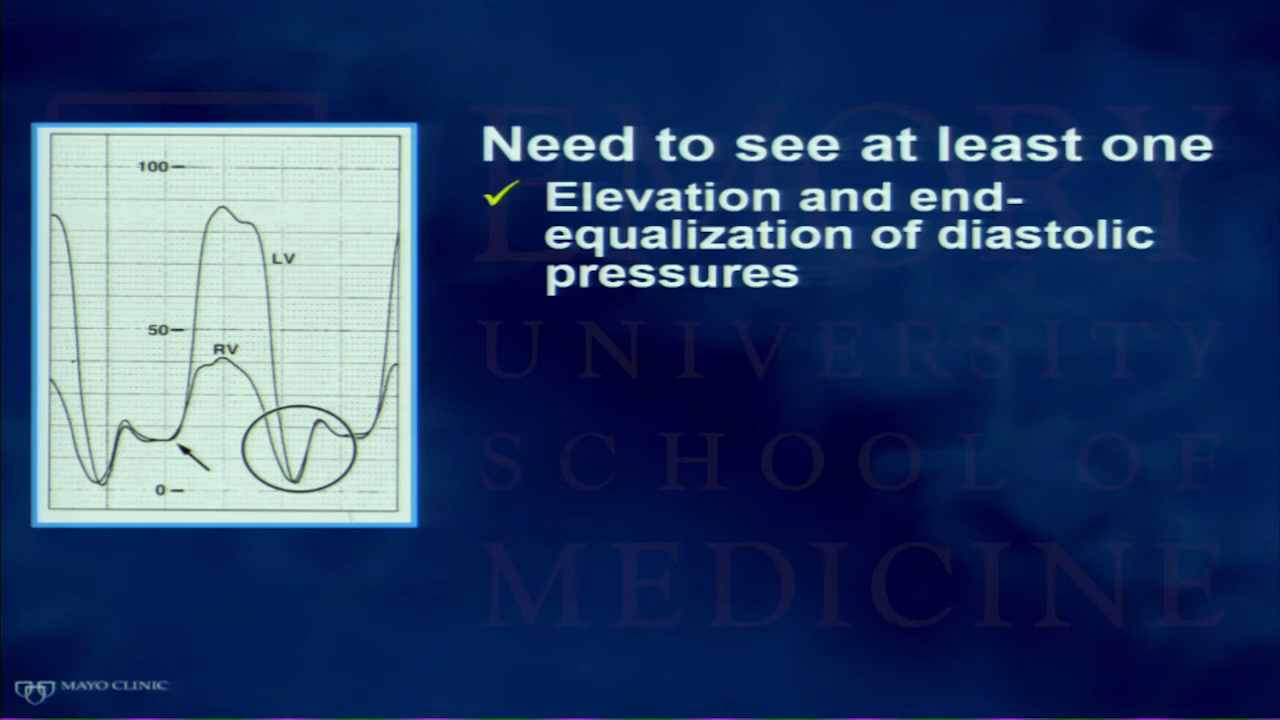 Need to see at least one
✓ Elevation and end-
equalization of diastolic
pressures
100
LV
50
RV
0
MAYO CLINIC
EMORY
UNIVERSITY
SCHOOL OF
MEDICINE